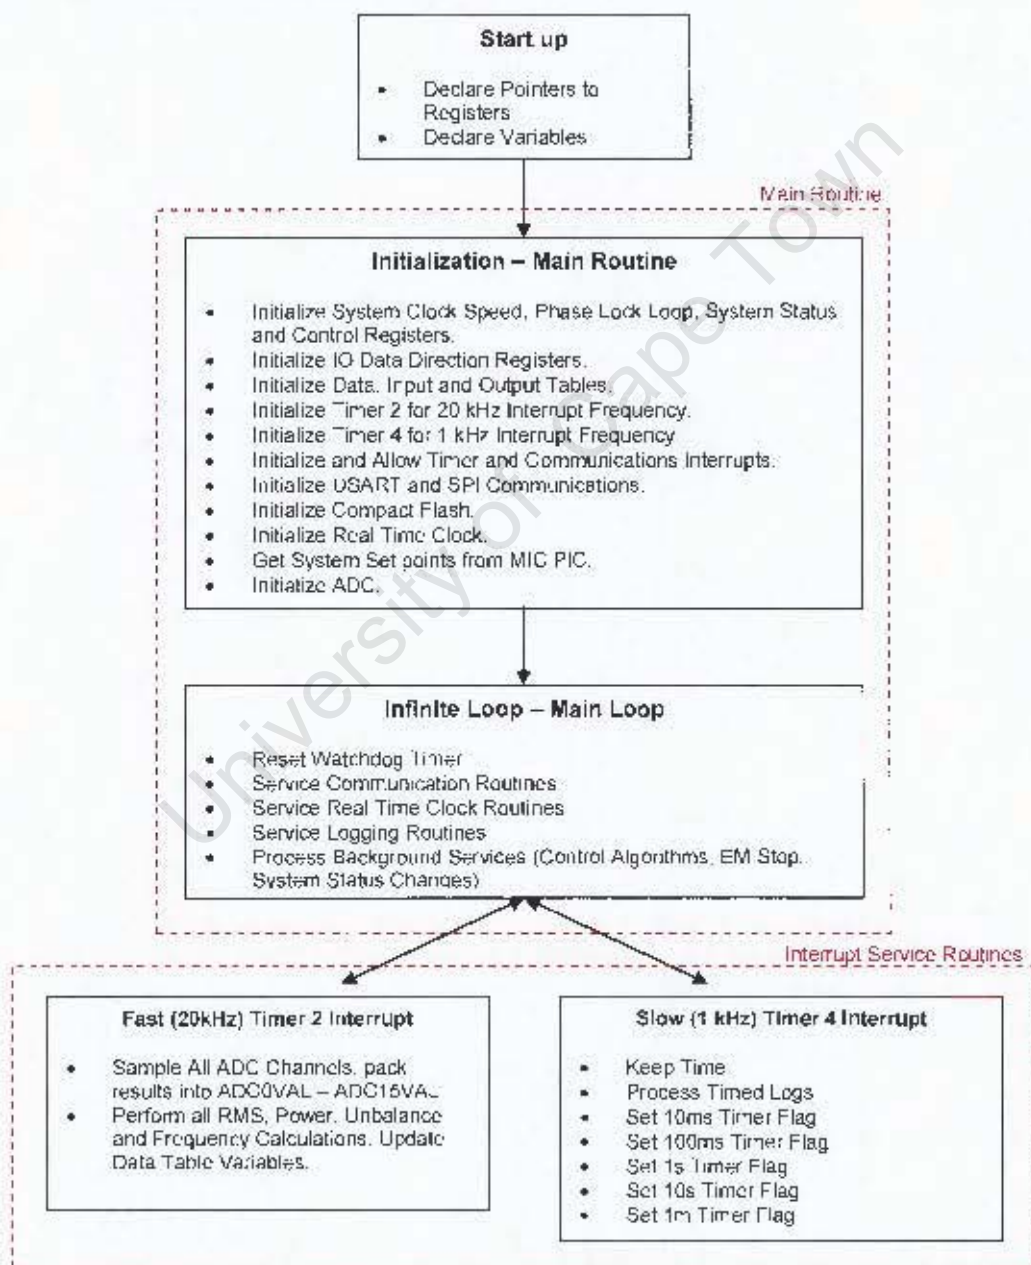 Start up
• Declare Pointers to
Registers
• Declare Variables
Main Routine
Initialization – Main Routine
• Initialize System Clock Speed, Phase Lock Loop, System Status
and Control Registers.
• Initialize IO Data Direction Registers.
• Initialize Data, Input and Output Tables.
• Initialize Timer 2 for 20 kHz Interrupt Frequency.
• Initialize Timer 4 for 1 kHz Interrupt Frequency
• Initialize and Allow Timer and Communications Interrupts.
• Initialize USART and SPI Communications.
• Initialize Compact Flash.
• Initialize Real Time Clock.
• Get System Set points from MIC PIC.
• Initialize ADC.
Infinite Loop – Main Loop
• Reset Watchdog Timer
• Service Communication Routines
• Service Real Time Clock Routines
• Service Logging Routines
• Process Background Services (Control Algorithms, EM Stop,
System Status Changes)
Interrupt Service Routines
Fast (20kHz) Timer 2 Interrupt
• Sample All ADC Channels, pack
results into ADC0VAL – ADC15VAL
• Perform all RMS, Power, Unbalance
and Frequency Calculations. Update
Data Table Variables.
Slow (1 kHz) Timer 4 Interrupt
• Keep Time
• Process Timed Logs
• Set 10ms Timer Flag
• Set 100ms Timer Flag
• Set 1s Timer Flag
• Set 10s Timer Flag
• Set 1m Timer Flag
University of Cape Town